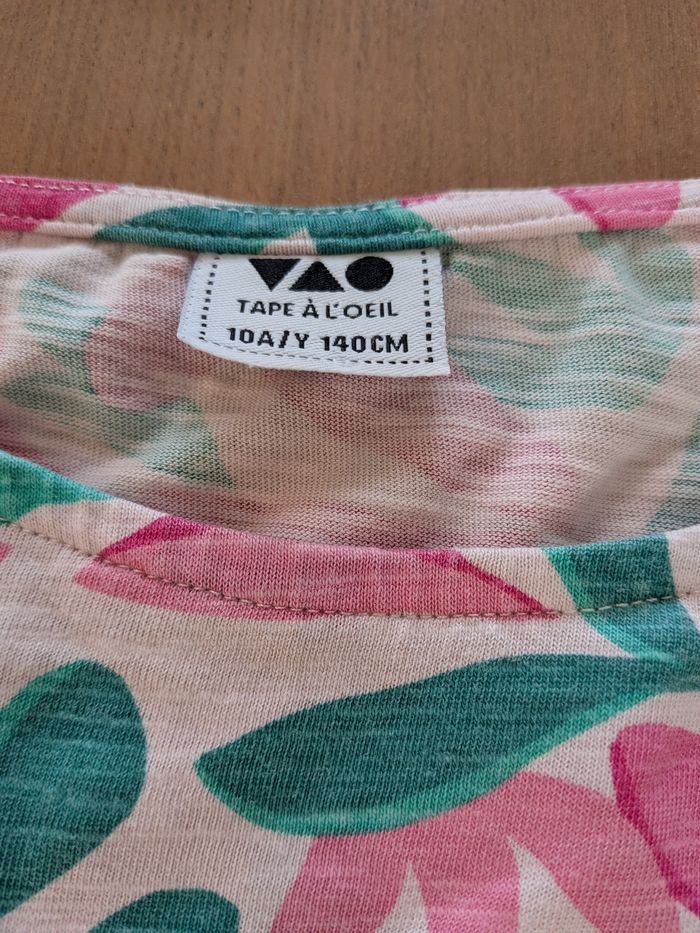 TAPE À L'OEIL
10A/Y 140CM